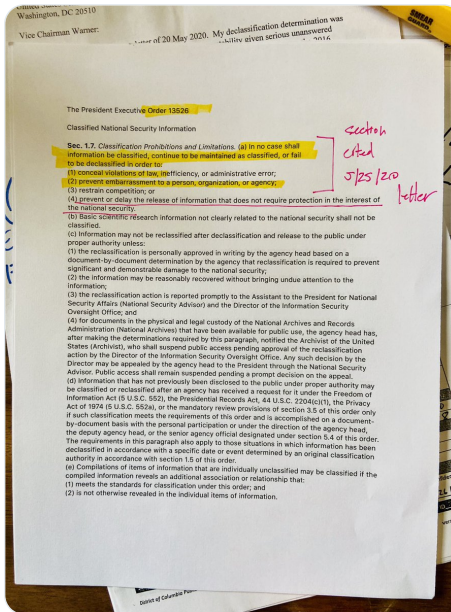 Washington, DC 20510
Vice Chairman Warner:
of 20 May 2020. My declassification determination was
given serious unanswered
2016
SMEAR
GUARD
The President Executive Order 13526
Classified National Security Information
Sec. 1.7. Classification Prohibitions and Limitations. (a) In no case shall
information be classified, continue to be maintained as classified, or fail
to be declassified in order to:
(1) conceal violations of law, inefficiency, or administrative error;
(2) prevent embarrassment to a person, organization, or agency;
(3) restrain competition; or
(4) prevent or delay the release of information that does not require protection in the interest of
the national security.
(b) Basic scientific research information not clearly related to the national security shall not be
classified.
(c) Information may not be reclassified after declassification and release to the public under
proper authority unless:
(1) the reclassification is personally approved in writing by the agency head based on a
document-by-document determination by the agency that reclassification is required to prevent
significant and demonstrable damage to the national security;
(2) the information may be reasonably recovered without bringing undue attention to the
information;
(3) the reclassification action is reported promptly to the Assistant to the President for National
Security Affairs (National Security Advisor) and the Director of the Information Security
Oversight Office; and
(4) for documents in the physical and legal custody of the National Archives and Records
Administration (National Archives) that have been available for public use, the agency head has,
after making the determinations required by this paragraph, notified the Archivist of the United
States (Archivist), who shall suspend public access pending approval of the reclassification
action by the Director of the Information Security Oversight Office. Any such decision by the
Director may be appealed by the agency head to the President through the National Security
Advisor. Public access shall remain suspended pending a prompt decision on the appeal.
(d) Information that has not previously been disclosed to the public under proper authority may
be classified or reclassified after an agency has received a request for it under the Freedom of
Information Act (5 U.S.C. 552), the Presidential Records Act, 44 U.S.C. 2204(c)(1), the Privacy
Act of 1974 (5 U.S.C. 552a), or the mandatory review provisions of section 3.5 of this order only
if such classification meets the requirements of this order and is accomplished on a document-
by-document basis with the personal participation or under the direction of the agency head,
the deputy agency head, or the senior agency official designated under section 5.4 of this order.
The requirements in this paragraph also apply to those situations in which information has been
declassified in accordance with a specific date or event determined by an original classification
authority in accordance with section 1.5 of this order.
(e) Compilations of items of information that are individually unclassified may be classified if the
compiled information reveals an additional association or relationship that:
(1) meets the standards for classification under this order; and
(2) is not otherwise revealed in the individual items of information.
section
cited
5/25/20
letter
District of Columbia